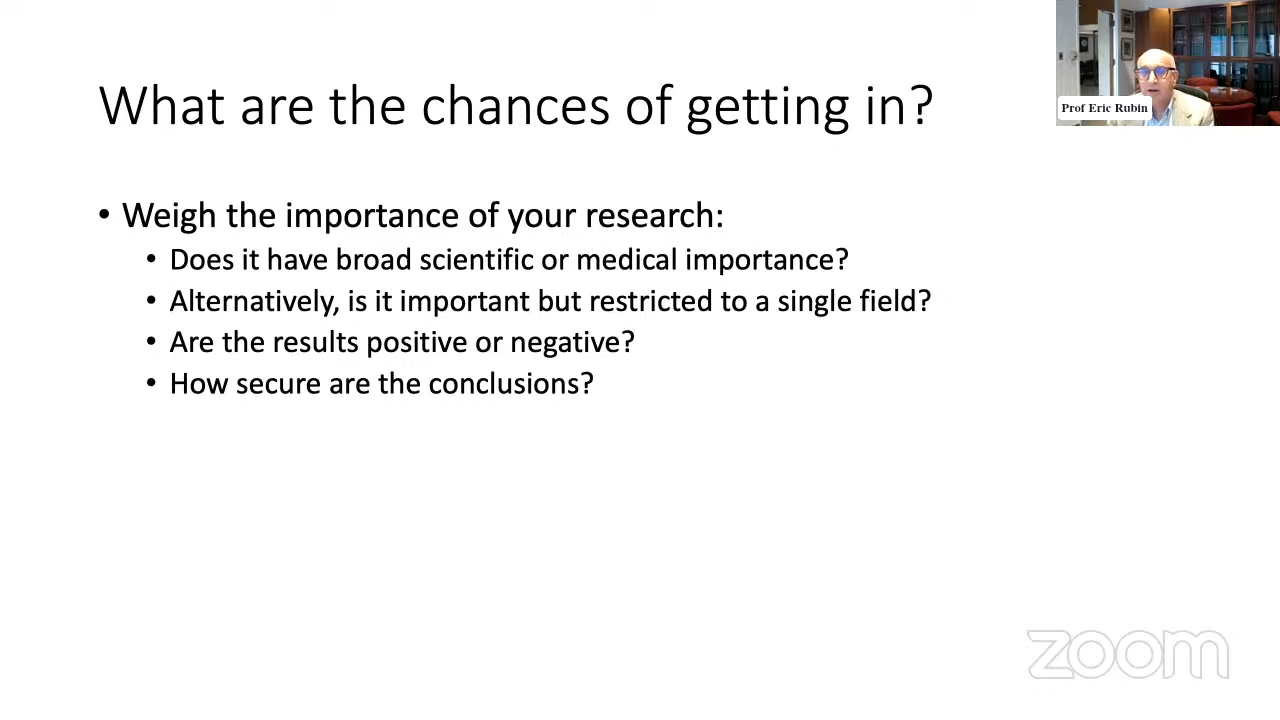 What are the chances of getting in?
Prof Eric Rubin
• Weigh the importance of your research:
• Does it have broad scientific or medical importance?
• Alternatively, is it important but restricted to a single field?
• Are the results positive or negative?
• How secure are the conclusions?
zoom